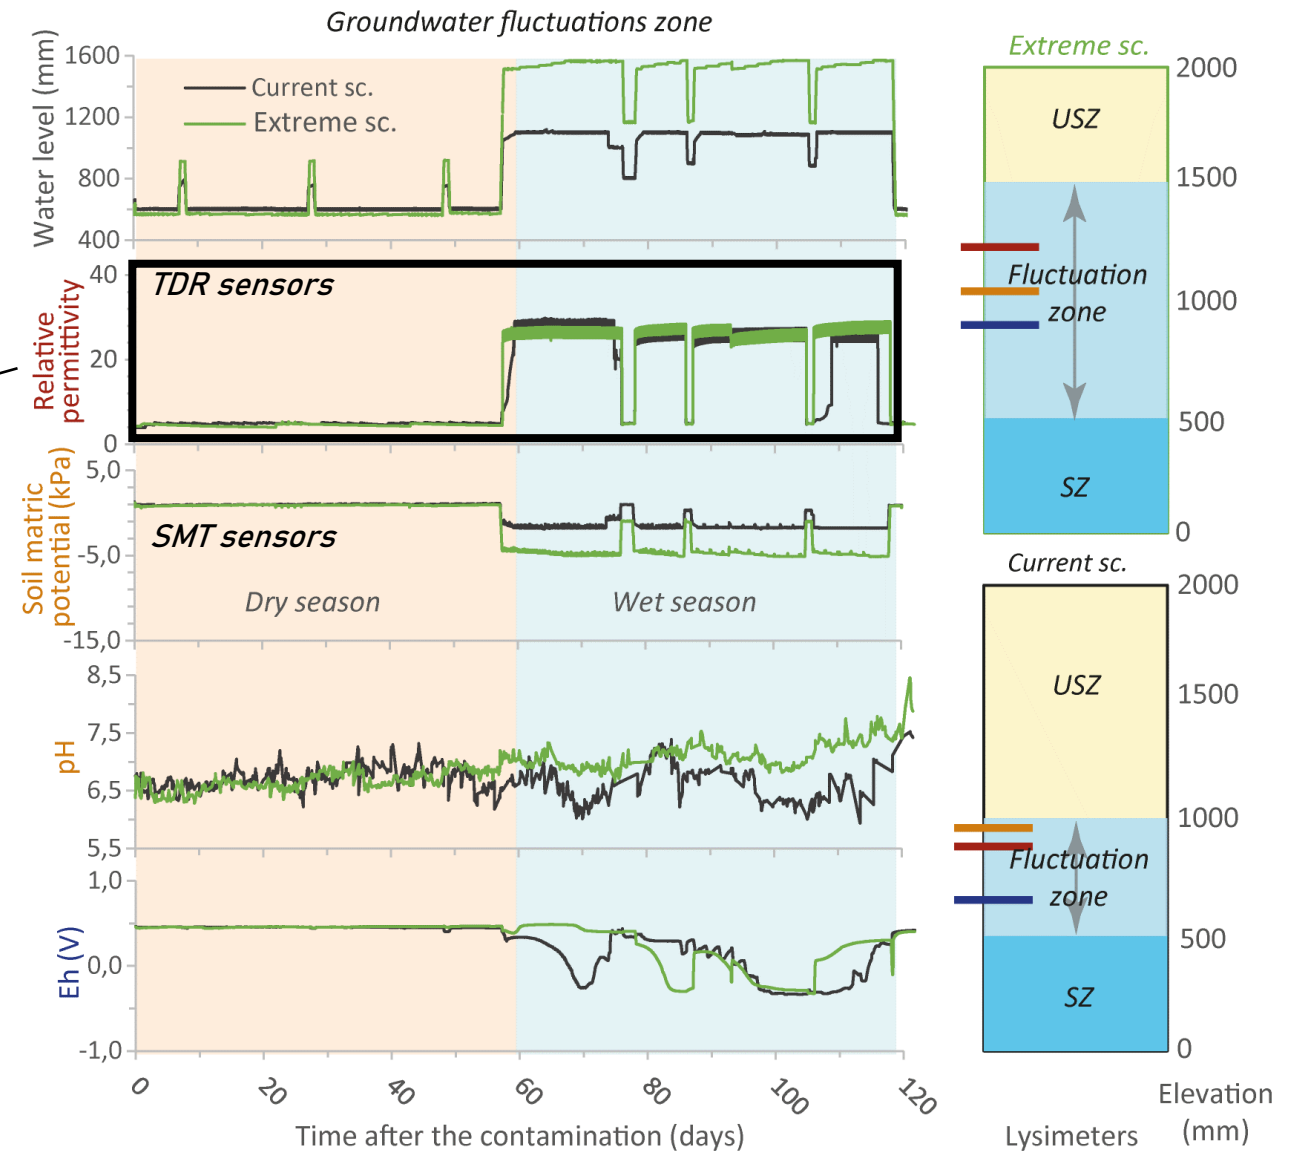 Groundwater fluctuations zone
Water level (mm)
1600
1200
800
400
Current sc.
Extreme sc.
TDR sensors
Relative
permittivity
40
20
0
Soil matric
potential (kPa)
5,0
-5,0
-15,0
SMT sensors
Dry season
Wet season
pH
8,5
7,5
6,5
5,5
Eh (V)
1,0
0,0
-1,0
0
20
40
60
80
100
120
Time after the contamination (days)
Extreme sc.
USZ
Fluctuation
zone
SZ
2000
1500
1000
500
0
Current sc.
USZ
Fluctuation
zone
SZ
2000
1500
1000
500
0
Lysimeters
Elevation
(mm)